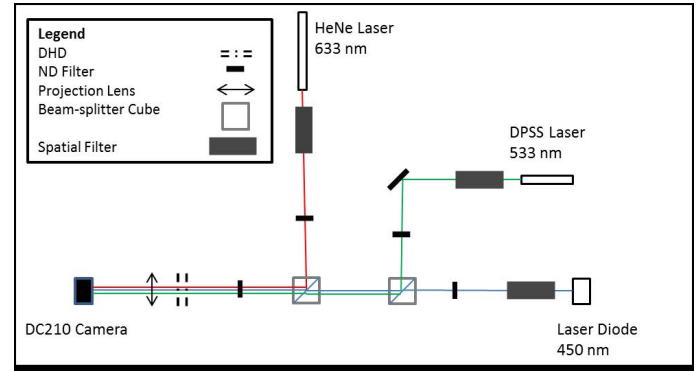 Legend
DHD
ND Filter
Projection Lens
Beam-splitter Cube
Spatial Filter
HeNe Laser
633 nm
DPSS Laser
533 nm
DC210 Camera
Laser Diode
450 nm